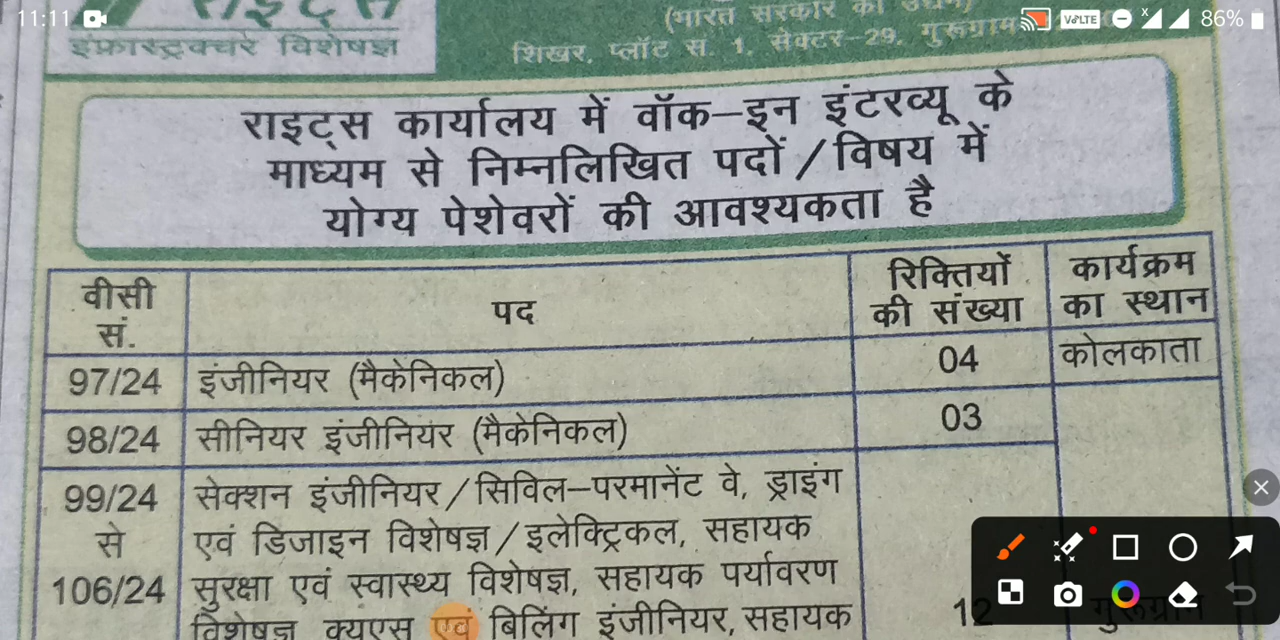 11:11
VoLTE
86%
राइट्स
इंफ्रास्ट्रक्चर विशेषज्ञ
(भारत सरकार का उद्यम)
शिखर, प्लॉट सं. 1, सेक्टर-29, गुरूग्राम
राइट्स कार्यालय में वॉक-इन इंटरव्यू के
माध्यम से निम्नलिखित पदों/विषय में
योग्य पेशेवरों की आवश्यकता है
वीसी सं. पद रिक्तियों की संख्या कार्यक्रम का स्थान
97/24 इंजीनियर (मैकेनिकल) 04 कोलकाता
98/24 सीनियर इंजीनियर (मैकेनिकल) 03
99/24 सेक्शन इंजीनियर/सिविल-परमानेंट वे, ड्राइंग
से एवं डिजाइन विशेषज्ञ/इलेक्ट्रिकल, सहायक
106/24 सुरक्षा एवं स्वास्थ्य विशेषज्ञ, सहायक पर्यावरण
विशेषज्ञ क्यूएस एवं बिलिंग इंजीनियर, सहायक 12 गुरूग्राम